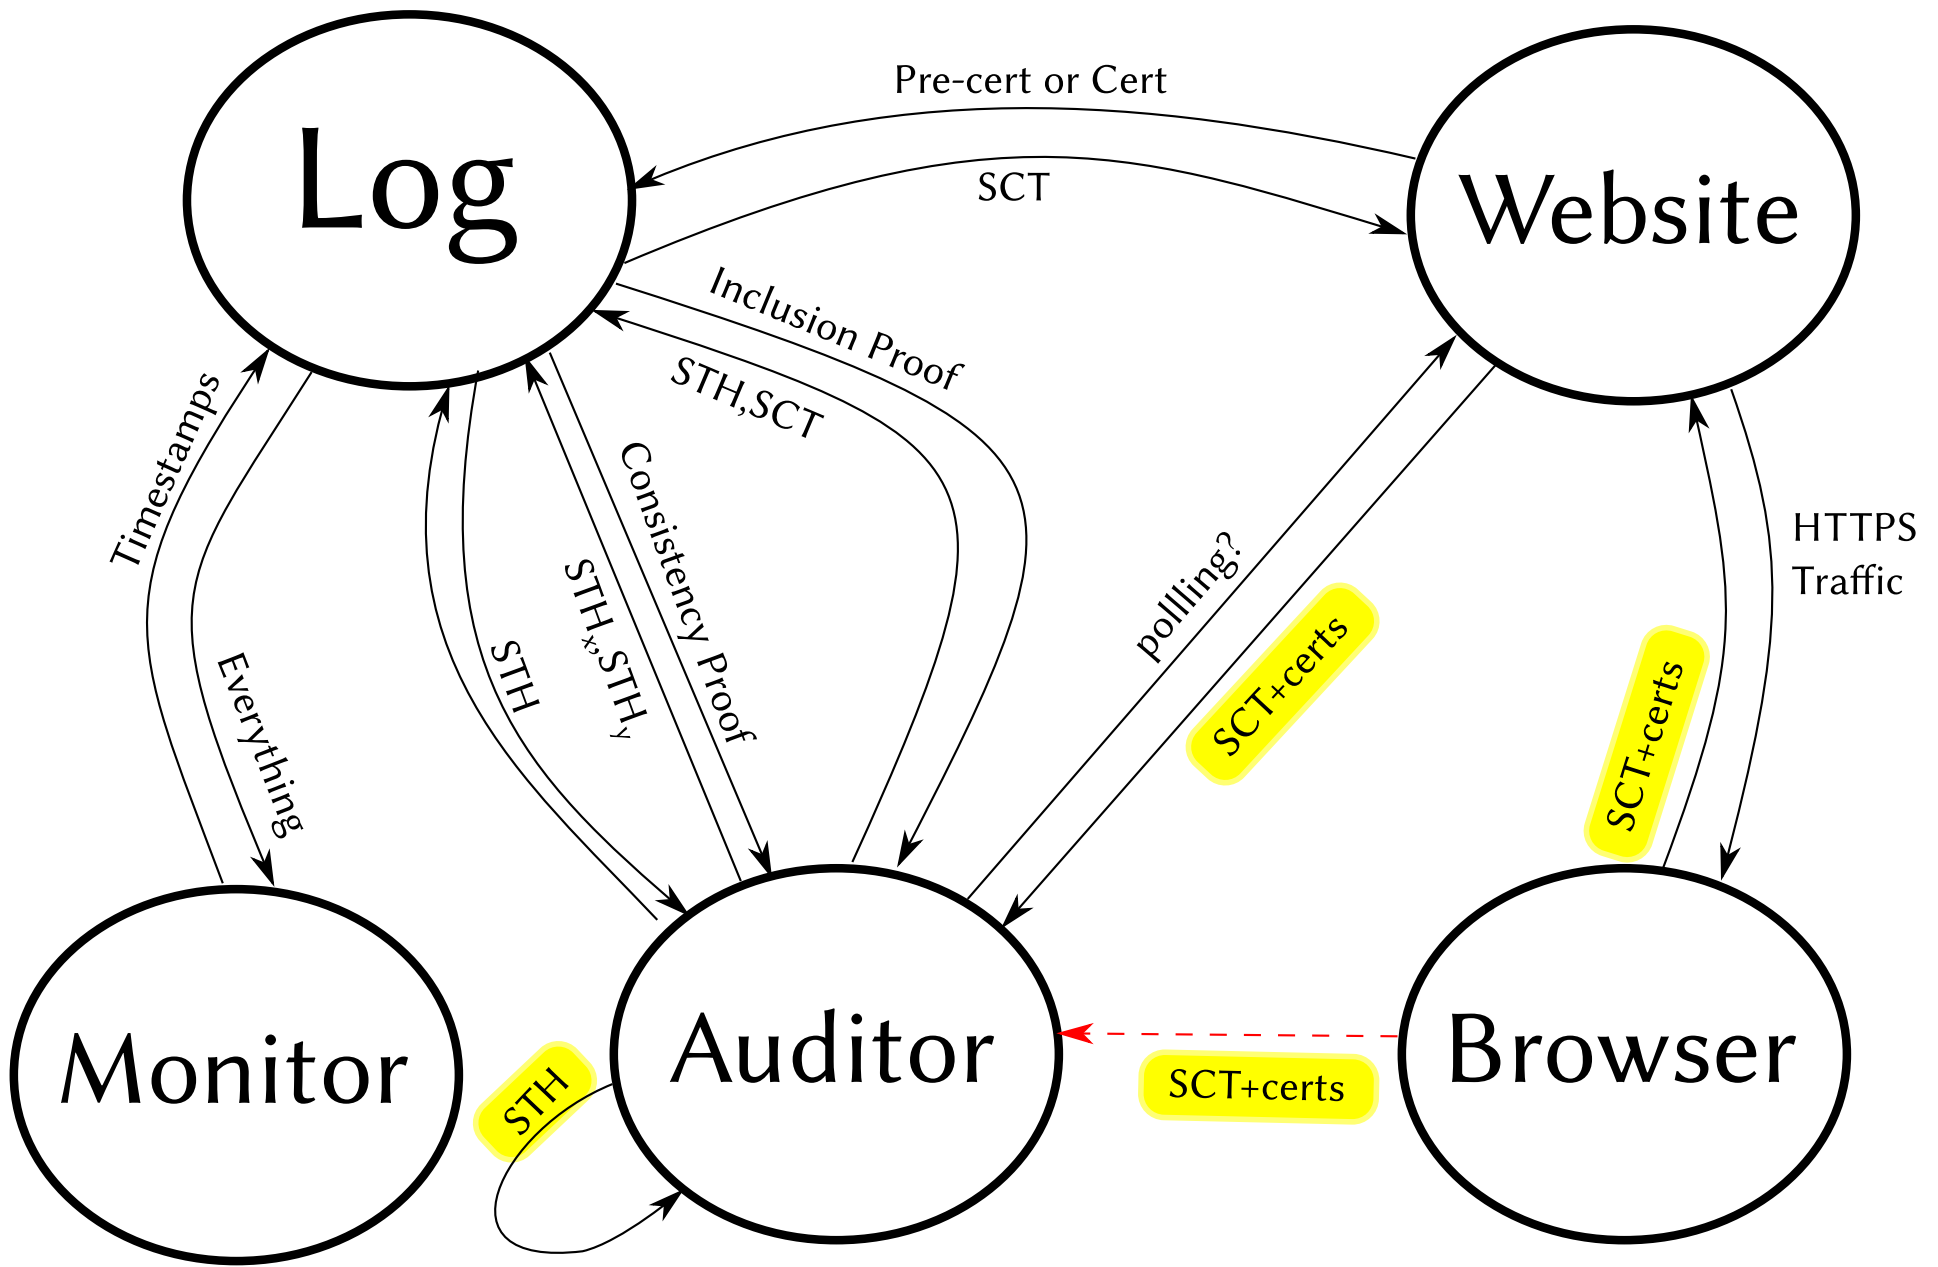 Log
Website
Pre-cert or Cert
SCT
Inclusion Proof
STH,SCT
Timestamps
Everything
STH
STHx,STHy
Consistency Proof
pollling?
SCT+certs
HTTPS
Traffic
SCT+certs
Monitor
Auditor
Browser
STH
SCT+certs